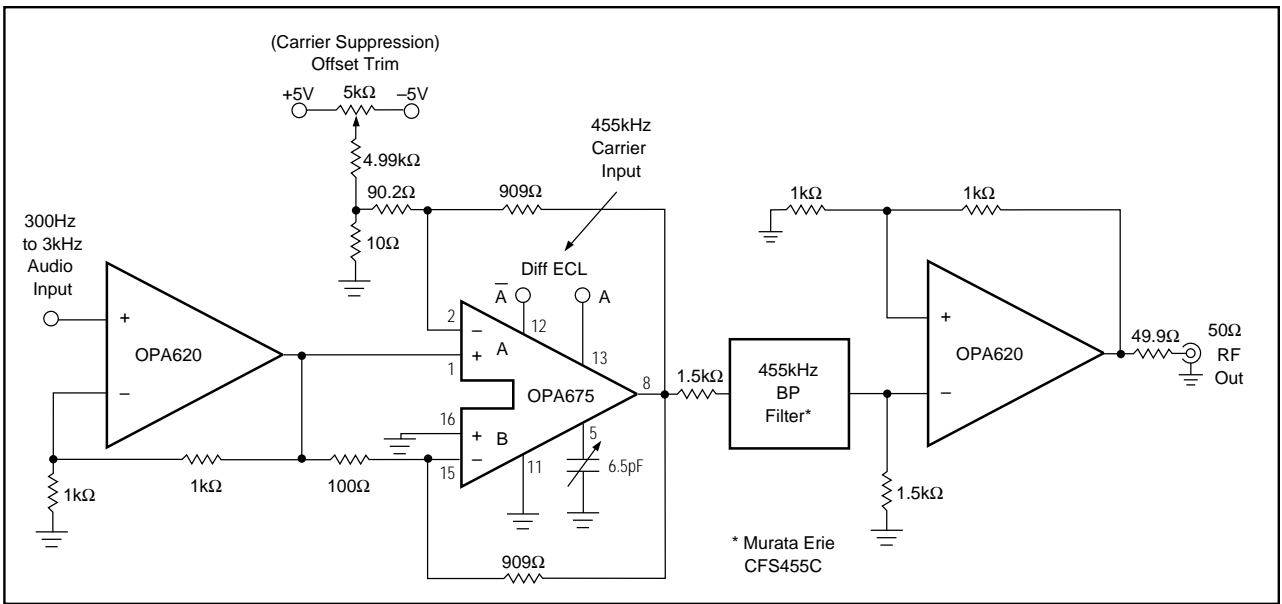 (Carrier Suppression)
Offset Trim
+5V
5kΩ
–5V
455kHz
Carrier
Input
4.99kΩ
90.2Ω
909Ω
1kΩ
1kΩ
300Hz
to 3kHz
Audio
Input
10Ω
Diff ECL
A
A
2
–
12
+
OPA620
A
13
+
1
OPA675
8
1.5kΩ
455kHz
BP
Filter*
+
OPA620
49.9Ω
50Ω
RF
Out
–
16
+
B
5
–
15
–
11
6.5pF
1kΩ
1kΩ
100Ω
1.5kΩ
909Ω
* Murata Erie
CFS455C